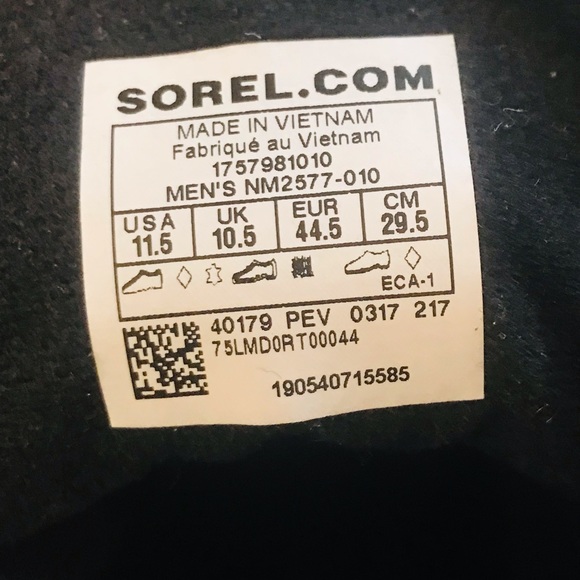 SOREL.COM
MADE IN VIETNAM
Fabriqué au Vietnam
1757981010
MEN'S NM2577-010
USA UK EUR CM
11.5 10.5 44.5 29.5
ECA-1
40179 PEV 0317 217
75LMD0RT00044
190540715585